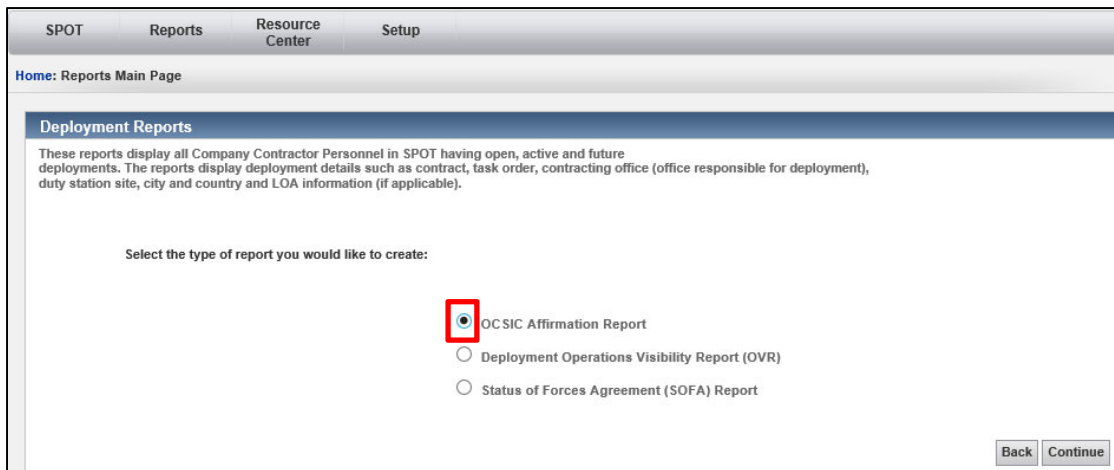 SPOT Reports Resource Center Setup
Home: Reports Main Page
Deployment Reports
These reports display all Company Contractor Personnel in SPOT having open, active and future
deployments. The reports display deployment details such as contract, task order, contracting office (office responsible for deployment),
duty station site, city and country and LOA information (if applicable).
Select the type of report you would like to create:
OCSIC Affirmation Report
Deployment Operations Visibility Report (OVR)
Status of Forces Agreement (SOFA) Report
Back Continue